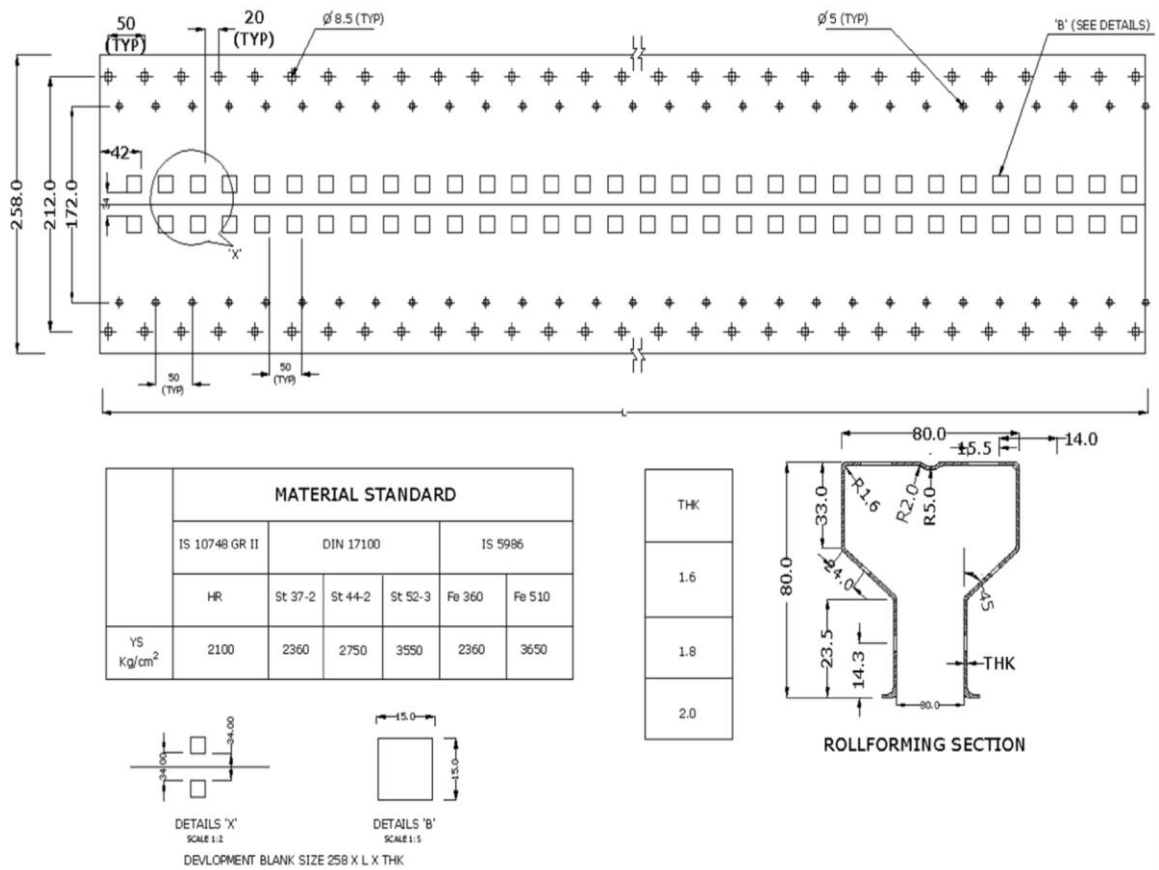 50
(TYP)
20
(TYP)
Ø 8.5 (TYP)
Ø 5 (TYP)
'B' (SEE DETAILS)
258.0
212.0
172.0
42
34
'X'
50
(TYP)
50
(TYP)
L
MATERIAL STANDARD
IS 10748 GR II
DIN 17100
IS 5986
HR
St 37-2
St 44-2
St 52-3
Fe 360
Fe 510
YS
Kg/cm²
2100
2360
2750
3550
2360
3650
THK
1.6
1.8
2.0
80.0
15.5
14.0
80.0
33.0
R1.6
R2.0
R5.0
24.0
45
23.5
14.3
THK
ROLLFORMING SECTION
34.00
34.00
DETAILS 'X'
SCALE 1:2
15.0
15.0
DETAILS 'B'
SCALE 1:5
DEVLOPMENT BLANK SIZE 258 X L X THK